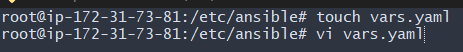 root@ip-172-31-73-81:/etc/ansible# touch vars.yaml
root@ip-172-31-73-81:/etc/ansible# vi vars.yaml